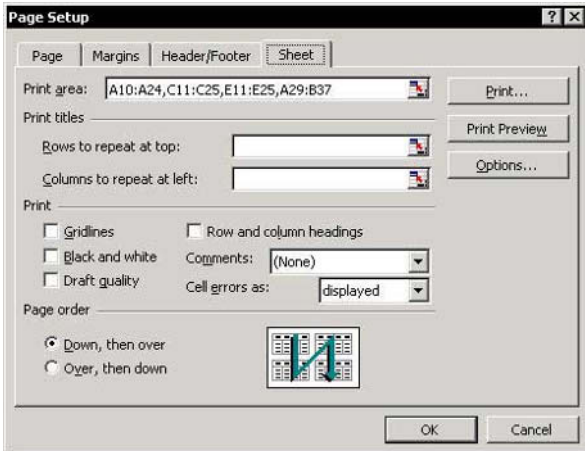 Page Setup
Page Margins Header/Footer Sheet
Print area: A10:A24,C11:C25,E11:E25,A29:B37
Print...
Print titles
Print Preview
Rows to repeat at top:
Options...
Columns to repeat at left:
Print
Gridlines
Row and column headings
Black and white
Comments: (None)
Draft quality
Cell errors as: displayed
Page order
Down, then over
Over, then down
OK Cancel